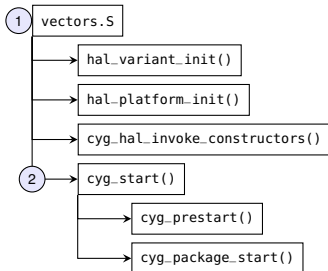 1 vectors.S
hal_variant_init()
hal_platform_init()
cyg_hal_invoke_constructors()
2 cyg_start()
cyg_prestart()
cyg_package_start()